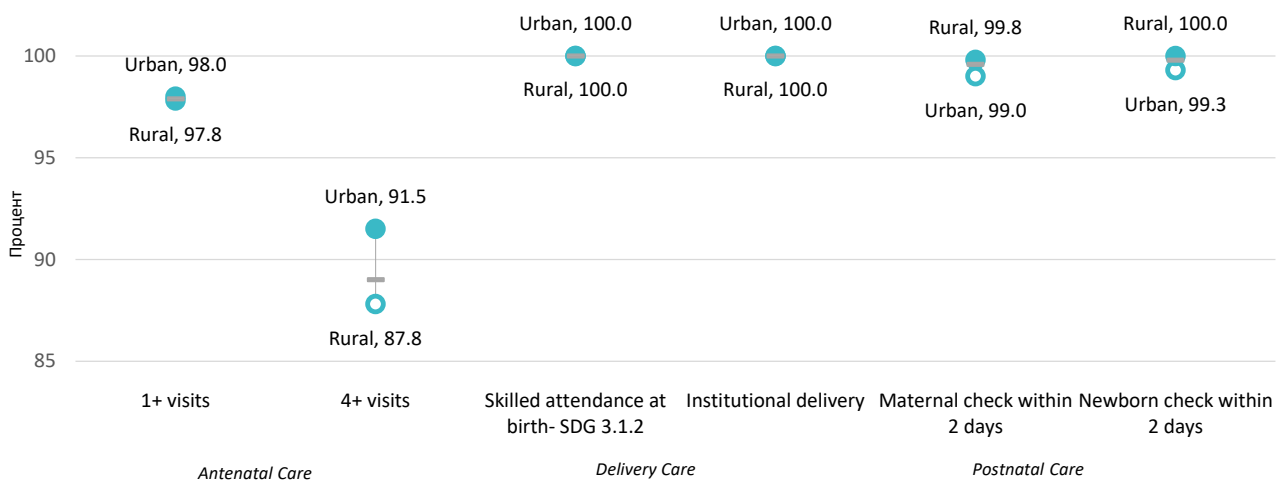 Urban, 100.0
Urban, 100.0
Rural, 99.8
Rural, 100.0
100
Urban, 98.0
Rural, 100.0
Rural, 100.0
Urban, 99.0
Urban, 99.3
Rural, 97.8
95
Процент
Urban, 91.5
90
Rural, 87.8
85
1+ visits
4+ visits
Skilled attendance at
birth- SDG 3.1.2
Institutional delivery
Maternal check within
2 days
Newborn check within
2 days
Antenatal Care
Delivery Care
Postnatal Care